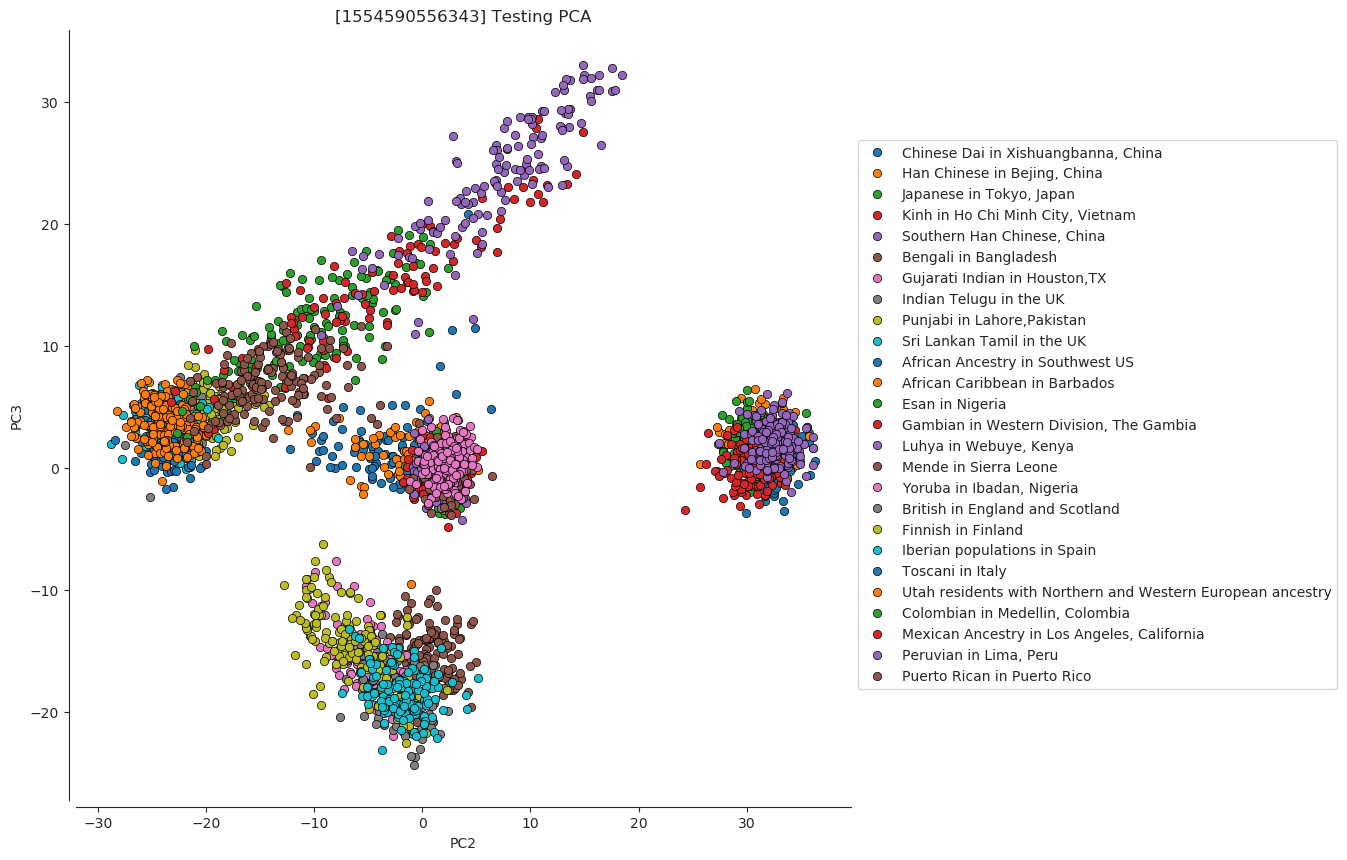 [1554590556343] Testing PCA
30
20
10
0
−10
−20
PC3
−30
−20
−10
0
10
20
30
PC2
Chinese Dai in Xishuangbanna, China
Han Chinese in Bejing, China
Japanese in Tokyo, Japan
Kinh in Ho Chi Minh City, Vietnam
Southern Han Chinese, China
Bengali in Bangladesh
Gujarati Indian in Houston,TX
Indian Telugu in the UK
Punjabi in Lahore,Pakistan
Sri Lankan Tamil in the UK
African Ancestry in Southwest US
African Caribbean in Barbados
Esan in Nigeria
Gambian in Western Division, The Gambia
Luhya in Webuye, Kenya
Mende in Sierra Leone
Yoruba in Ibadan, Nigeria
British in England and Scotland
Finnish in Finland
Iberian populations in Spain
Toscani in Italy
Utah residents with Northern and Western European ancestry
Colombian in Medellin, Colombia
Mexican Ancestry in Los Angeles, California
Peruvian in Lima, Peru
Puerto Rican in Puerto Rico